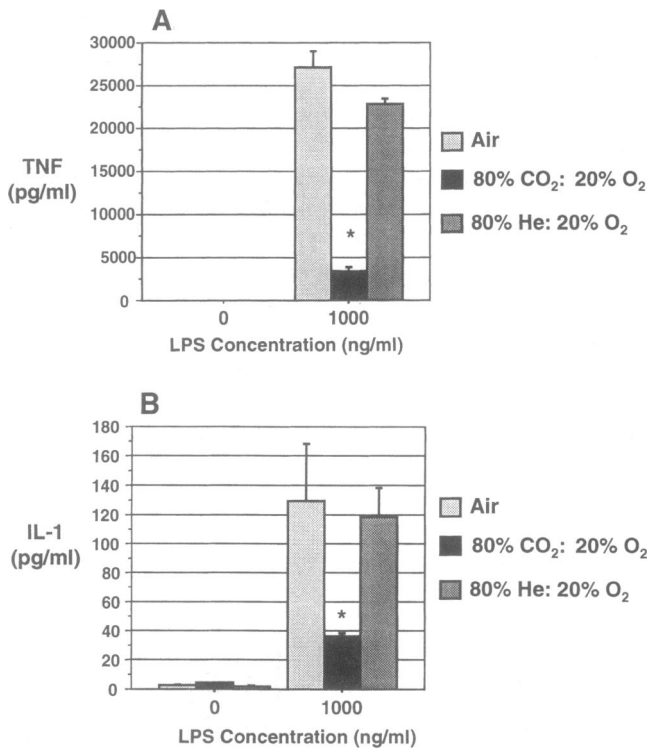 A
30000
25000
20000
15000
10000
5000
0
TNF
(pg/ml)
*
0 1000
LPS Concentration (ng/ml)
Air
80% CO₂: 20% O₂
80% He: 20% O₂
B
180
160
140
120
100
80
60
40
20
0
IL-1
(pg/ml)
*
0 1000
LPS Concentration (ng/ml)
Air
80% CO₂: 20% O₂
80% He: 20% O₂